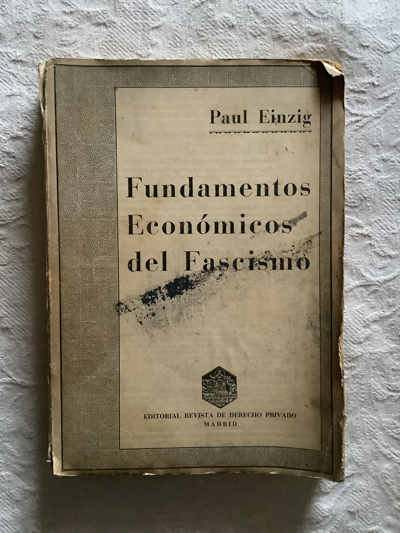 Paul Einzig
Fundamentos
Económicos
del Fascismo
EDITORIAL REVISTA DE DERECHO PRIVADO
MADRID